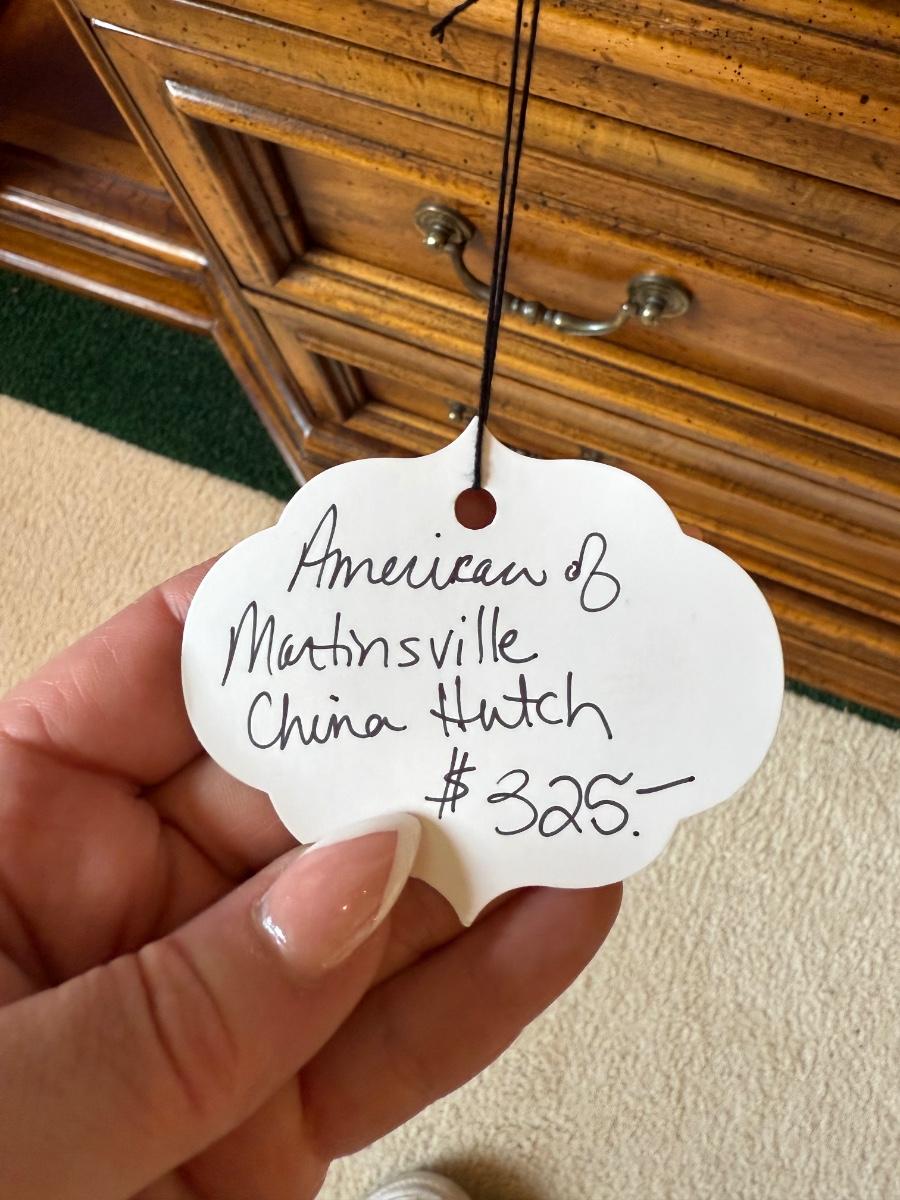 American of
Martinsville
China Hutch
$325.—